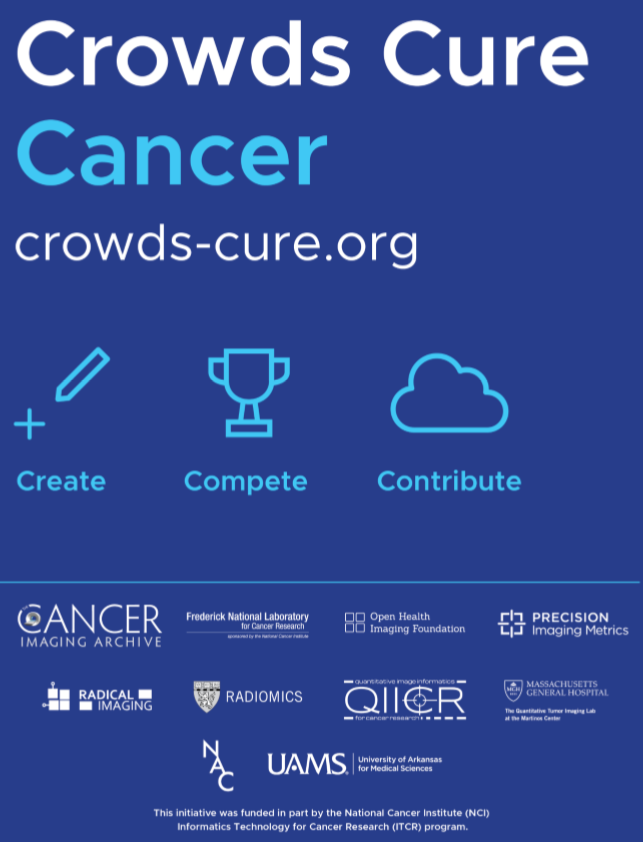 Crowds Cure
Cancer
crowds-cure.org
Create
Compete
Contribute
CANCER
IMAGING ARCHIVE
Frederick National Laboratory
for Cancer Research
sponsored by the National Cancer Institute
Open Health
Imaging Foundation
PRECISION
Imaging Metrics
RADICAL
IMAGING
RADIOMICS
quantitative image informatics
QIICR
for cancer research
MGH
MASSACHUSETTS
GENERAL HOSPITAL
The Quantitative Tumor Imaging Lab
at the Martinos Center
NAC
UAMS
University of Arkansas
for Medical Sciences
This initiative was funded in part by the National Cancer Institute (NCI)
Informatics Technology for Cancer Research (ITCR) program.